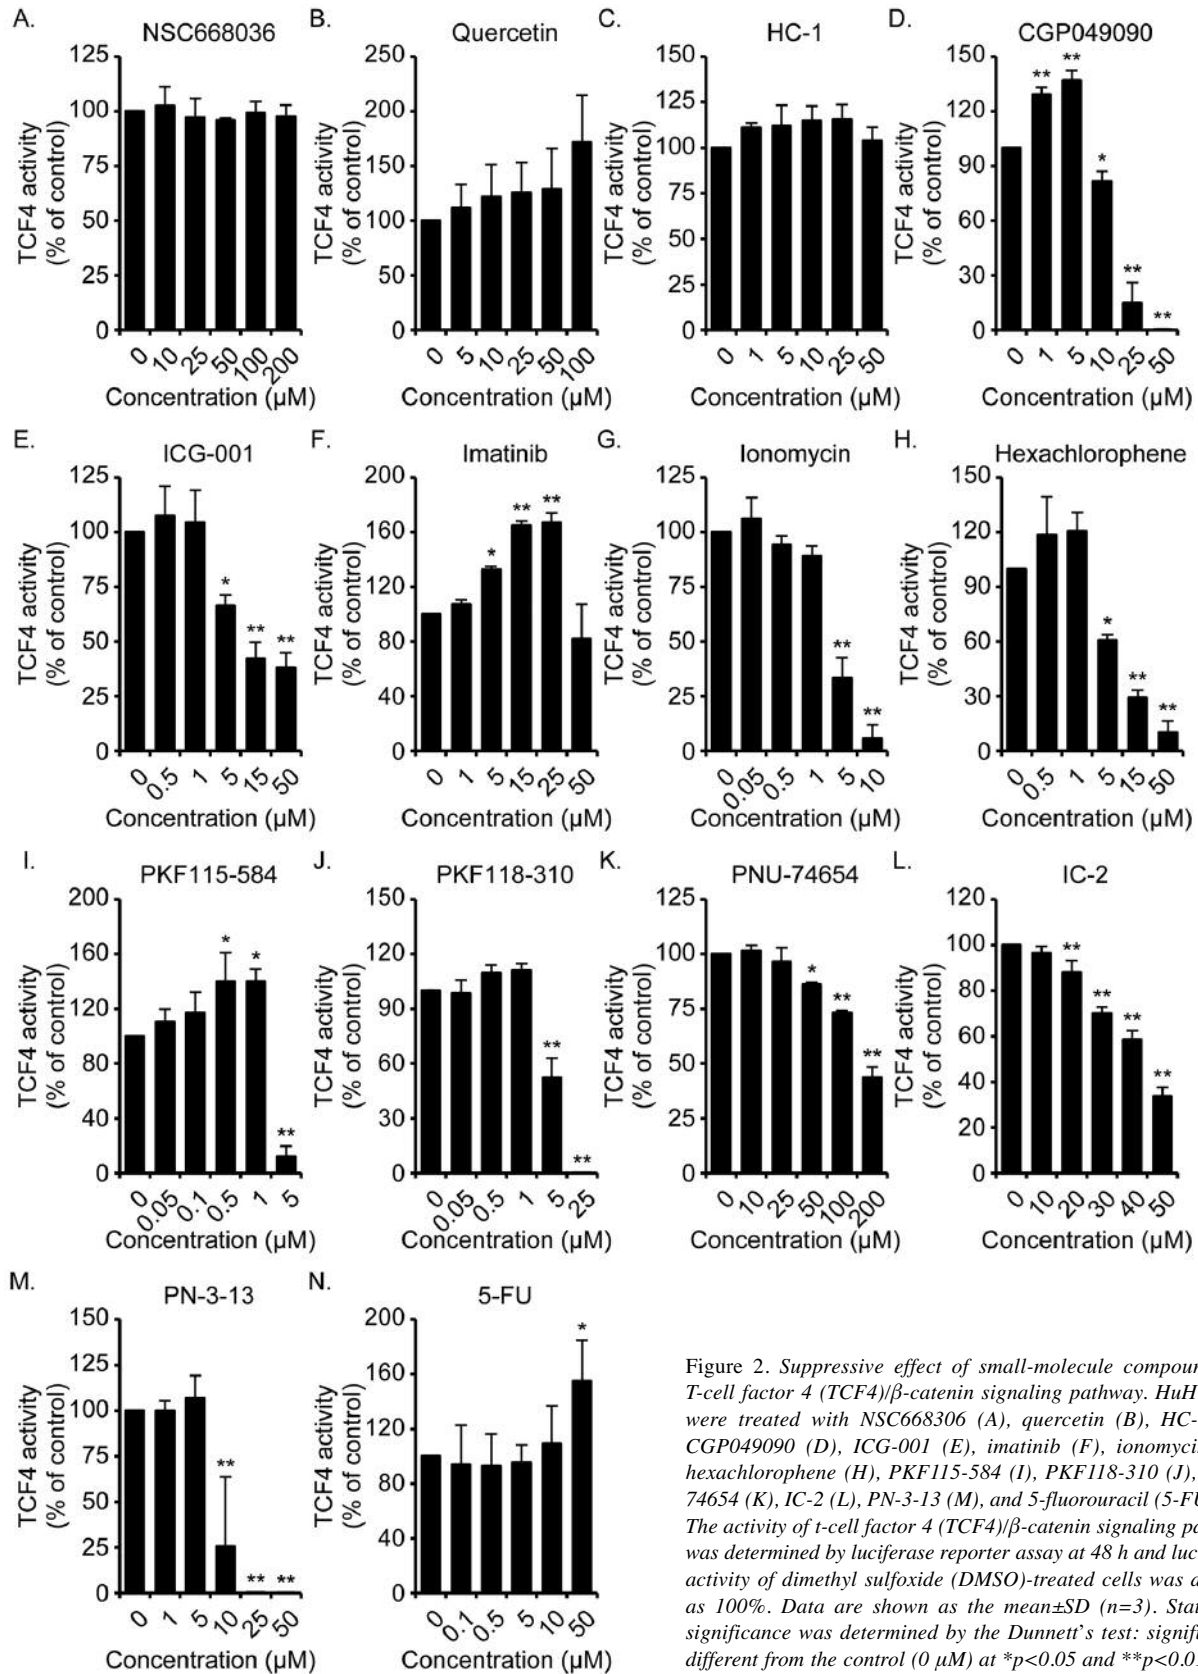 A. NSC668036 B. Quercetin C. HC-1 D. CGP049090
125 100 75 50 25 0
TCF4 activity
(% of control)
0 10 25 50 100 200
Concentration (µM)
250 200 150 100 50 0
TCF4 activity
(% of control)
0 5 10 25 50 100
Concentration (µM)
150 125 100 75 50 25 0
TCF4 activity
(% of control)
0 1 5 10 25 50
Concentration (µM)
150 120 90 60 30 0
TCF4 activity
(% of control)
** ** * ** **
0 1 5 10 25 50
Concentration (µM)
E. ICG-001 F. Imatinib G. Ionomycin H. Hexachlorophene
125 100 75 50 25 0
TCF4 activity
(% of control)
* ** **
0 0.5 1 5 15 50
Concentration (µM)
200 160 120 80 40 0
TCF4 activity
(% of control)
* ** **
0 1 5 15 25 50
Concentration (µM)
125 100 75 50 25 0
TCF4 activity
(% of control)
** **
0 0.05 0.5 1 5 10
Concentration (µM)
150 120 90 60 30 0
TCF4 activity
(% of control)
* ** **
0 0.5 1 5 15 50
Concentration (µM)
I. PKF115-584 J. PKF118-310 K. PNU-74654 L. IC-2
200 160 120 80 40 0
TCF4 activity
(% of control)
* * **
0 0.05 0.1 0.5 1 5
Concentration (µM)
150 120 90 60 30 0
TCF4 activity
(% of control)
** **
0 0.05 0.5 1 5 25
Concentration (µM)
125 100 75 50 25 0
TCF4 activity
(% of control)
* ** **
0 10 25 50 100 200
Concentration (µM)
120 100 80 60 40 20 0
TCF4 activity
(% of control)
** ** ** **
0 10 20 30 40 50
Concentration (µM)
M. PN-3-13 N. 5-FU
150 125 100 75 50 25 0
TCF4 activity
(% of control)
** ** **
0 1 5 10 25 50
Concentration (µM)
200 160 120 80 40 0
TCF4 activity
(% of control)
*
0 0.1 0.5 5 10 50
Concentration (µM)
Figure 2. Suppressive effect of small-molecule compoun
T-cell factor 4 (TCF4)/β-catenin signaling pathway. HuH
were treated with NSC668306 (A), quercetin (B), HC-
CGP049090 (D), ICG-001 (E), imatinib (F), ionomyci
hexachlorophene (H), PKF115-584 (I), PKF118-310 (J),
74654 (K), IC-2 (L), PN-3-13 (M), and 5-fluorouracil (5-FU
The activity of t-cell factor 4 (TCF4)/β-catenin signaling pa
was determined by luciferase reporter assay at 48 h and luc
activity of dimethyl sulfoxide (DMSO)-treated cells was a
as 100%. Data are shown as the mean±SD (n=3). Stat
significance was determined by the Dunnett's test: signifi
different from the control (0 μM) at *p<0.05 and **p<0.0